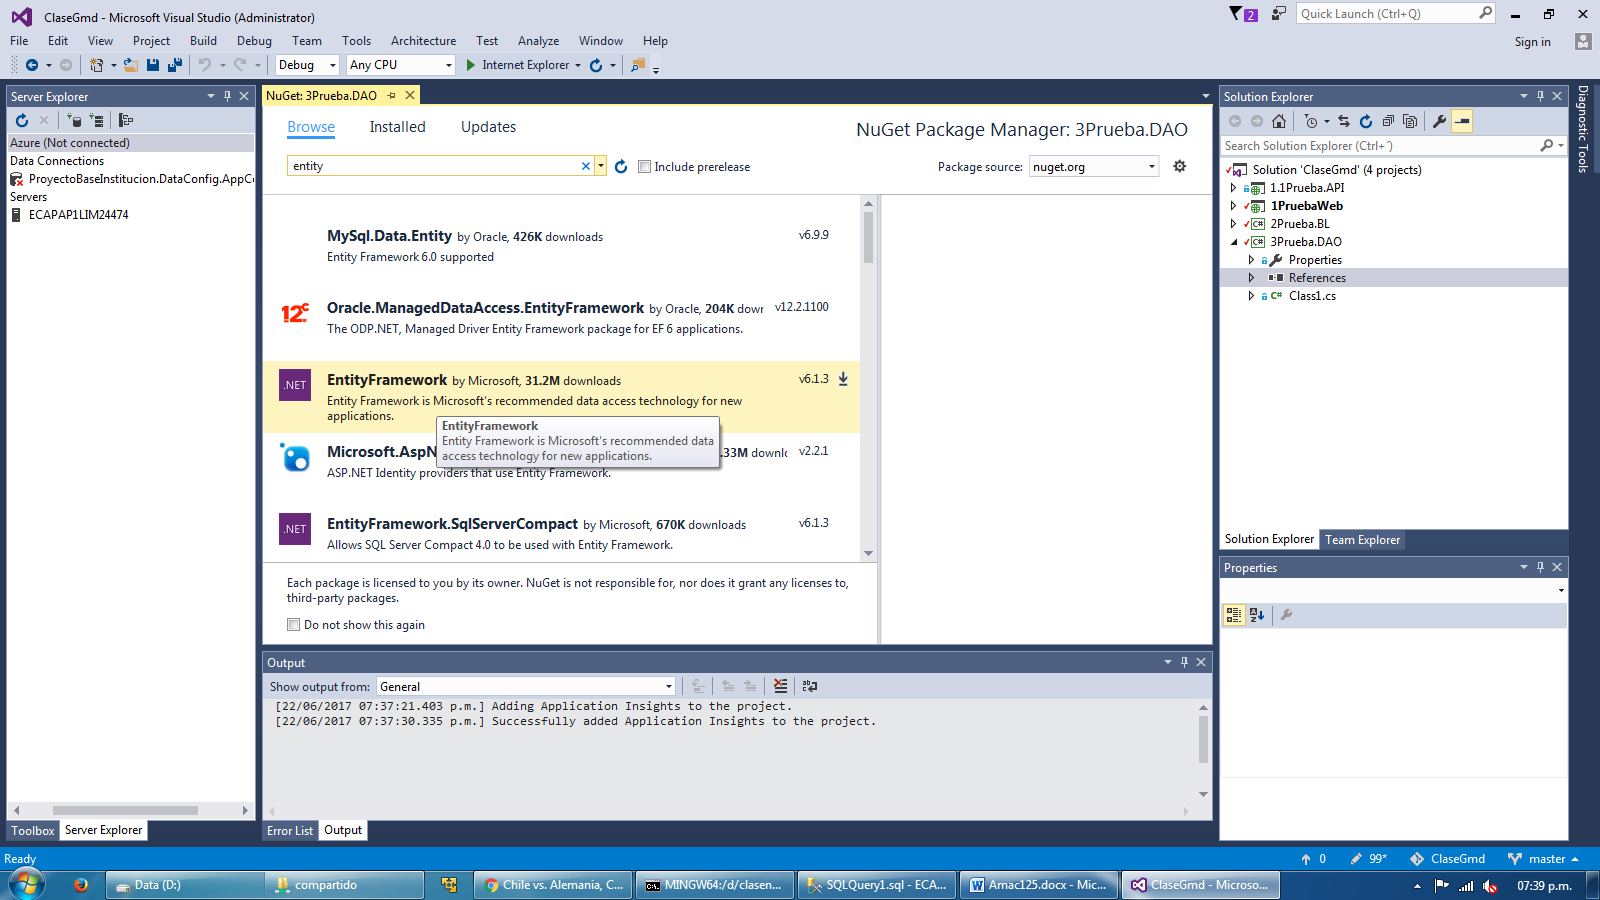 ClaseGmd - Microsoft Visual Studio (Administrator)
2
Quick Launch (Ctrl+Q)
File Edit View Project Build Debug Team Tools Architecture Test Analyze Window Help
Sign in
Debug Any CPU Internet Explorer
Server Explorer
Azure (Not connected)
Data Connections
ProyectoBaseInstitucion.DataConfig.AppCo
Servers
ECAPAP1LIM24474
Toolbox Server Explorer
NuGet: 3Prueba.DAO
Browse Installed Updates
NuGet Package Manager: 3Prueba.DAO
entity
Include prerelease
Package source: nuget.org
MySql.Data.Entity by Oracle, 426K downloads v6.9.9
Entity Framework 6.0 supported
12c
Oracle.ManagedDataAccess.EntityFramework by Oracle, 204K dowr v12.2.1100
The ODP.NET, Managed Driver Entity Framework package for EF 6 applications.
.NET
EntityFramework by Microsoft, 31.2M downloads v6.1.3
Entity Framework is Microsoft's recommended data access technology for new
applications.
EntityFramework
Entity Framework is Microsoft's recommended data
access technology for new applications.
Microsoft.AspN .33M downlo v2.2.1
ASP.NET Identity providers that use Entity Framework.
.NET
EntityFramework.SqlServerCompact by Microsoft, 670K downloads v6.1.3
Allows SQL Server Compact 4.0 to be used with Entity Framework.
Each package is licensed to you by its owner. NuGet is not responsible for, nor does it grant any licenses to,
third-party packages.
Do not show this again
Output
Show output from: General
[22/06/2017 07:37:21.403 p.m.] Adding Application Insights to the project.
[22/06/2017 07:37:30.335 p.m.] Successfully added Application Insights to the project.
Error List Output
Solution Explorer
Search Solution Explorer (Ctrl+´)
Solution 'ClaseGmd' (4 projects)
1.1Prueba.API
1PruebaWeb
2Prueba.BL
3Prueba.DAO
Properties
References
C# Class1.cs
Solution Explorer Team Explorer
Properties
Diagnostic Tools
Ready
0 99* ClaseGmd master
Data (D:)
compartido
Chile vs. Alemania, C...
MINGW64:/d/clasen...
SQLQuery1.sql - ECA...
Amac125.docx - Mic...
ClaseGmd - Microso...
07:39 p.m.